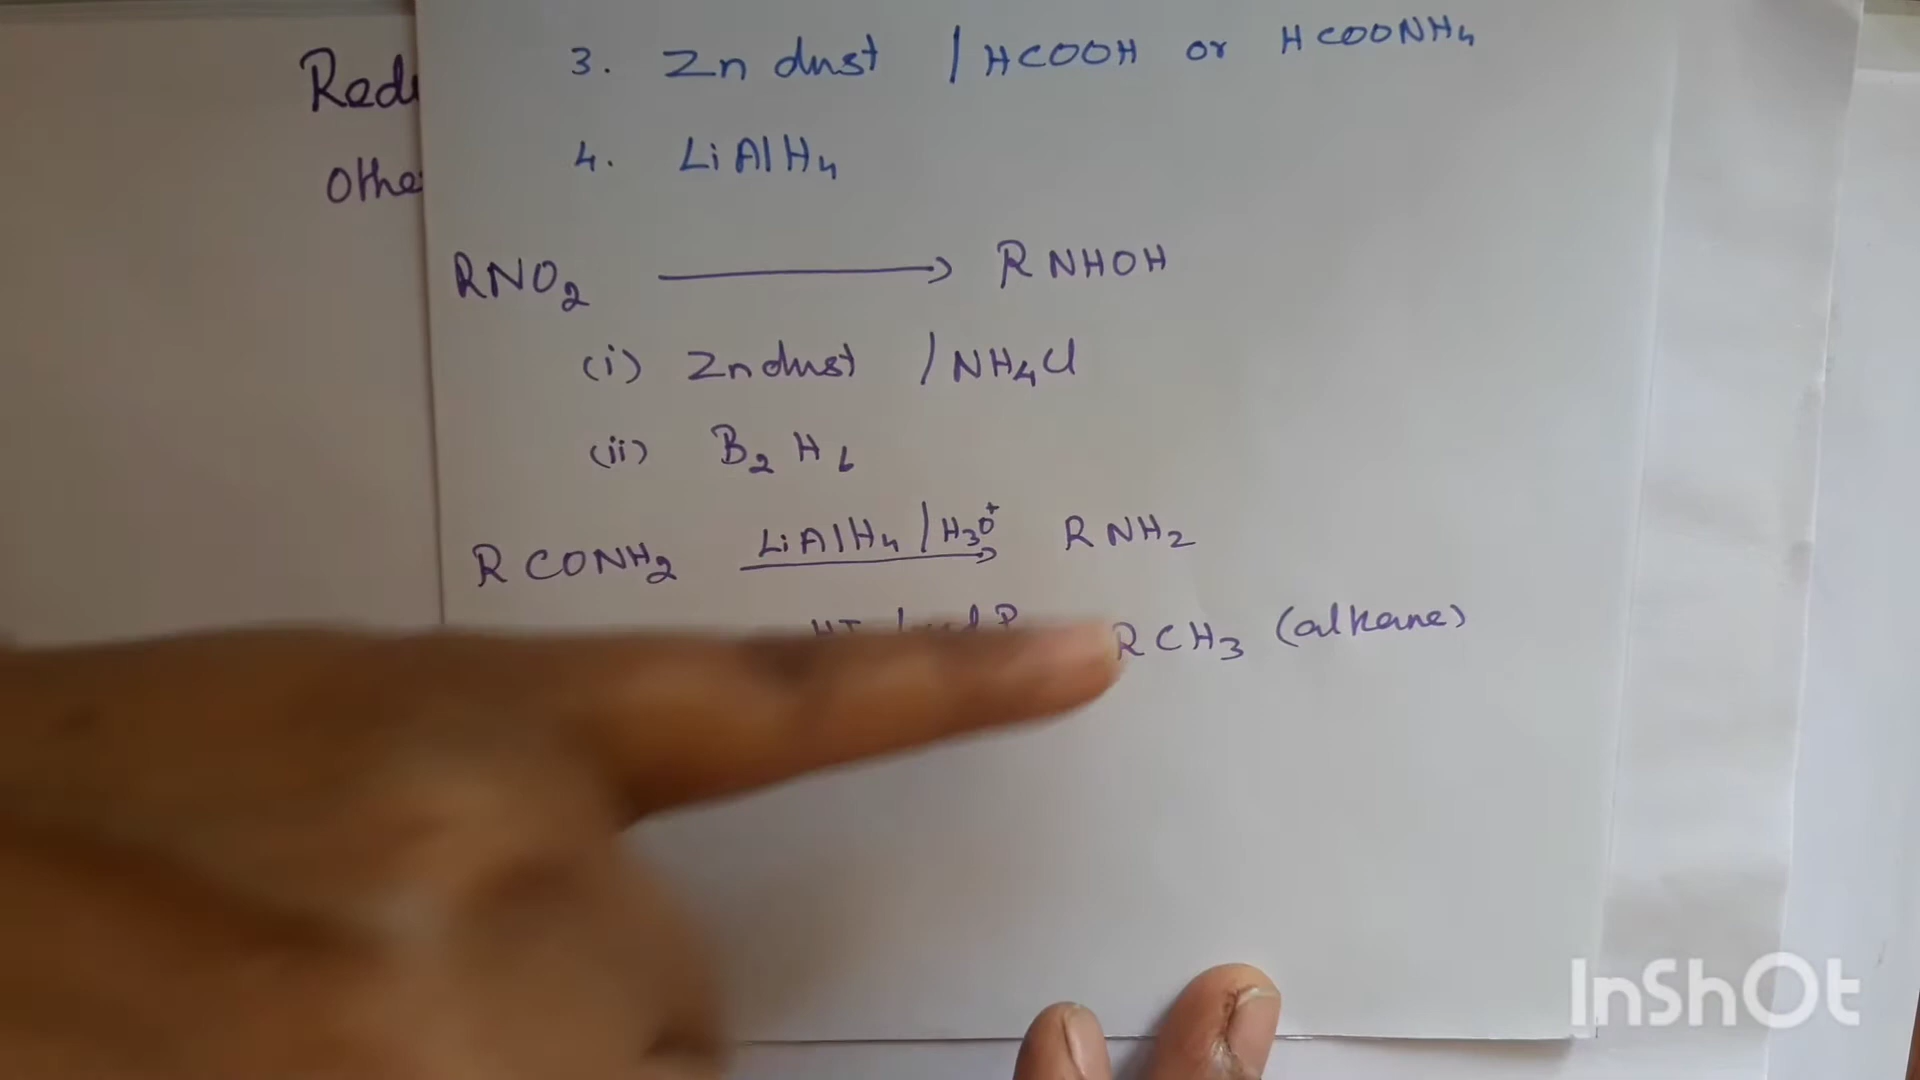 Redu
3. Zn dust / HCOOH or HCOONH4
Othe
4. LiAlH4
RNO2 → RNHOH
(i) Zn dust / NH4Cl
(ii) B2H6
RCONH2 LiAlH4 / H3O+ → RNH2
RCH3 (alkane)
InShOt